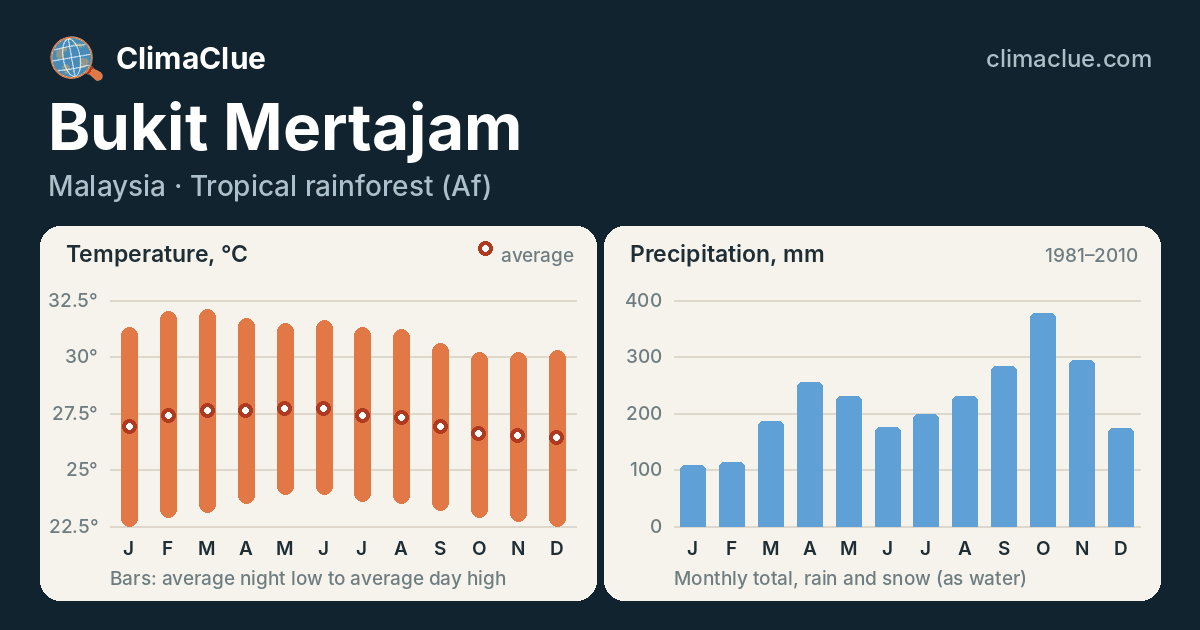 ClimaClue
climaclue.com
Bukit Mertajam
Malaysia · Tropical rainforest (Af)
Temperature, °C
average
32.5°
30°
27.5°
25°
22.5°
J F M A M J J A S O N D
Bars: average night low to average day high
Precipitation, mm
1981–2010
400
300
200
100
0
J F M A M J J A S O N D
Monthly total, rain and snow (as water)